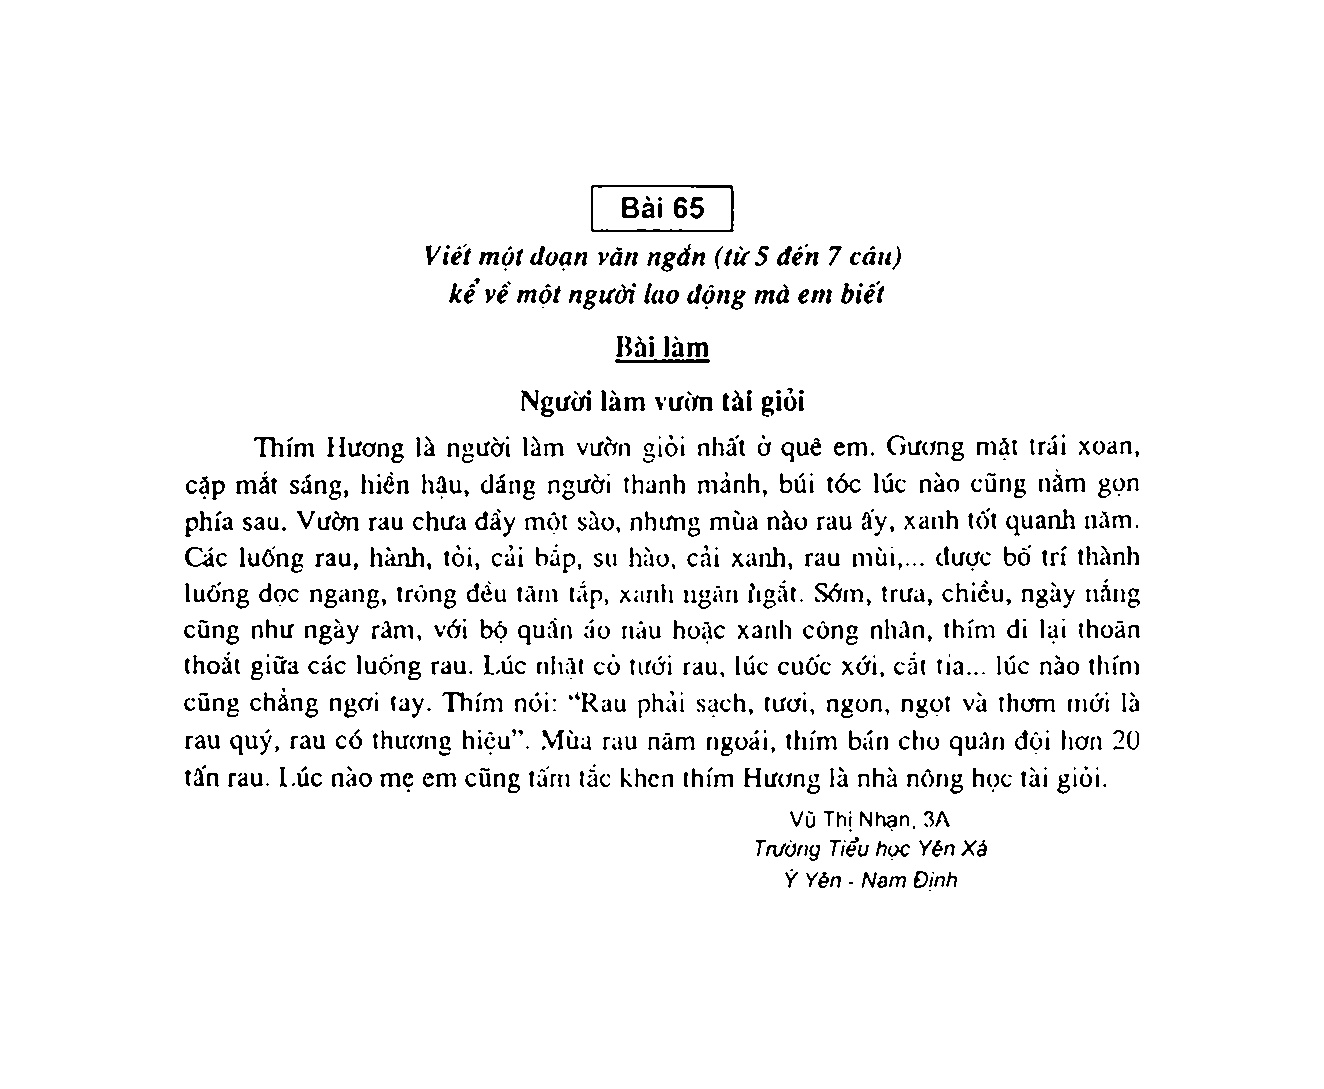 Bài 65
Viết một đoạn văn ngắn (từ 5 đến 7 câu)
kể về một người lao động mà em biết
Bài làm
Người làm vườn tài giỏi
Thím Hương là người làm vườn giỏi nhất ở quê em. Gương mặt trái xoan,
cặp mắt sáng, hiền hậu, dáng người thanh mảnh, búi tóc lúc nào cũng nằm gọn
phía sau. Vườn rau chưa đầy một sào, nhưng mùa nào rau ấy, xanh tốt quanh năm.
Các luống rau, hành, tỏi, cải bắp, su hào, cải xanh, rau mùi,... được bố trí thành
luống dọc ngang, trông đều tăm tắp, xanh ngăn ngắt. Sớm, trưa, chiều, ngày nắng
cũng như ngày râm, với bộ quần áo nâu hoặc xanh công nhân, thím đi lại thoăn
thoắt giữa các luống rau. Lúc nhặt cỏ tưới rau, lúc cuốc xới, cắt tỉa... lúc nào thím
cũng chẳng ngơi tay. Thím nói: “Rau phải sạch, tươi, ngon, ngọt và thơm mới là
rau quý, rau có thương hiệu”. Mùa rau năm ngoái, thím bán cho quân đội hơn 20
tấn rau. Lúc nào mẹ em cũng tấm tắc khen thím Hương là nhà nông học tài giỏi.
Vũ Thị Nhạn, 3A
Trường Tiểu học Yên Xá
Ý Yên - Nam Định